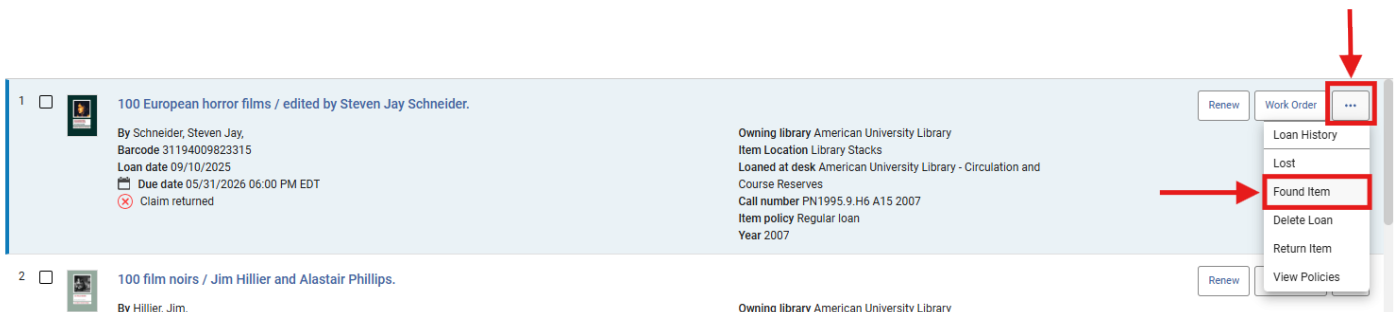 1
100 European horror films / edited by Steven Jay Schneider.
By Schneider, Steven Jay,
Barcode 31194009823315
Loan date 09/10/2025
Due date 05/31/2026 06:00 PM EDT
Claim returned
Owning library American University Library
Item Location Library Stacks
Loaned at desk American University Library - Circulation and
Course Reserves
Call number PN1995.9.H6 A15 2007
Item policy Regular loan
Year 2007
Renew
Work Order
...
Loan History
Lost
Found Item
Delete Loan
Return Item
View Policies
2
100 film noirs / Jim Hillier and Alastair Phillips.
By Hillier, Jim,
Owning library American University Library
Renew